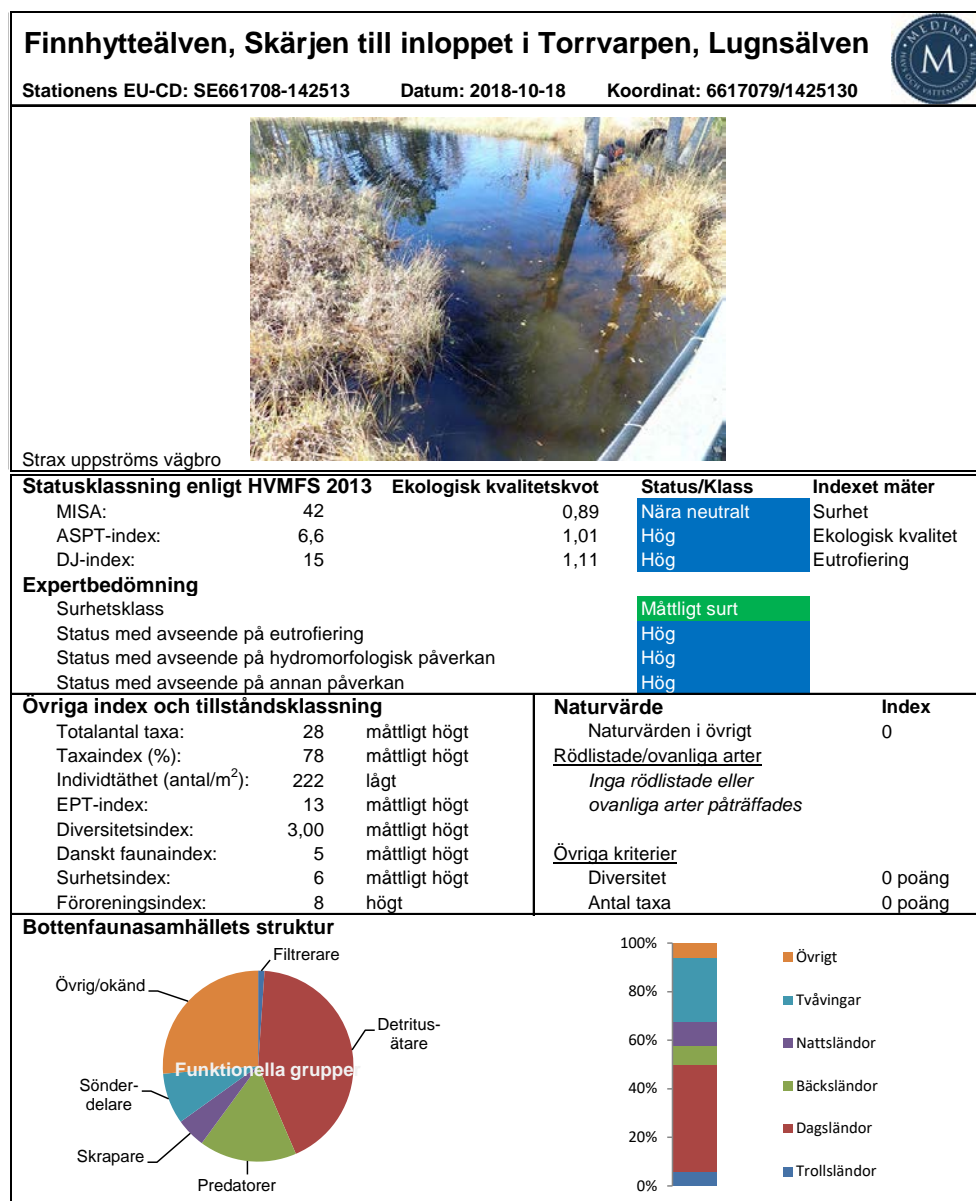 Finnhytteälven, Skärjen till inloppet i Torrvarpen, Lugnsälven
Stationens EU-CD: SE661708-142513 Datum: 2018-10-18 Koordinat: 6617079/1425130
MEDINS
HAVS OCH VATTENKONSULTER
M
Strax uppströms vägbro
Statusklassning enligt HVMFS 2013 Ekologisk kvalitetskvot Status/Klass Indexet mäter
MISA: 42 0,89 Nära neutralt Surhet
ASPT-index: 6,6 1,01 Hög Ekologisk kvalitet
DJ-index: 15 1,11 Hög Eutrofiering
Expertbedömning
Surhetsklass Måttligt surt
Status med avseende på eutrofiering Hög
Status med avseende på hydromorfologisk påverkan Hög
Status med avseende på annan påverkan Hög
Övriga index och tillståndsklassning
Totalantal taxa: 28 måttligt högt
Taxaindex (%): 78 måttligt högt
Individtäthet (antal/m²): 222 lågt
EPT-index: 13 måttligt högt
Diversitetsindex: 3,00 måttligt högt
Danskt faunaindex: 5 måttligt högt
Surhetsindex: 6 måttligt högt
Föroreningsindex: 8 högt
Naturvärde Index
Naturvärden i övrigt 0
Rödlistade/ovanliga arter
Inga rödlistade eller
ovanliga arter påträffades
Övriga kriterier
Diversitet 0 poäng
Antal taxa 0 poäng
Bottenfaunasamhällets struktur
Filtrerare
Övrig/okänd
Detritus-
ätare
Funktionella grupper
Sönder-
delare
Skrapare
Predatorer
100%
80%
60%
40%
20%
0%
Övrigt
Tvåvingar
Nattsländor
Bäcksländor
Dagsländor
Trollsländor